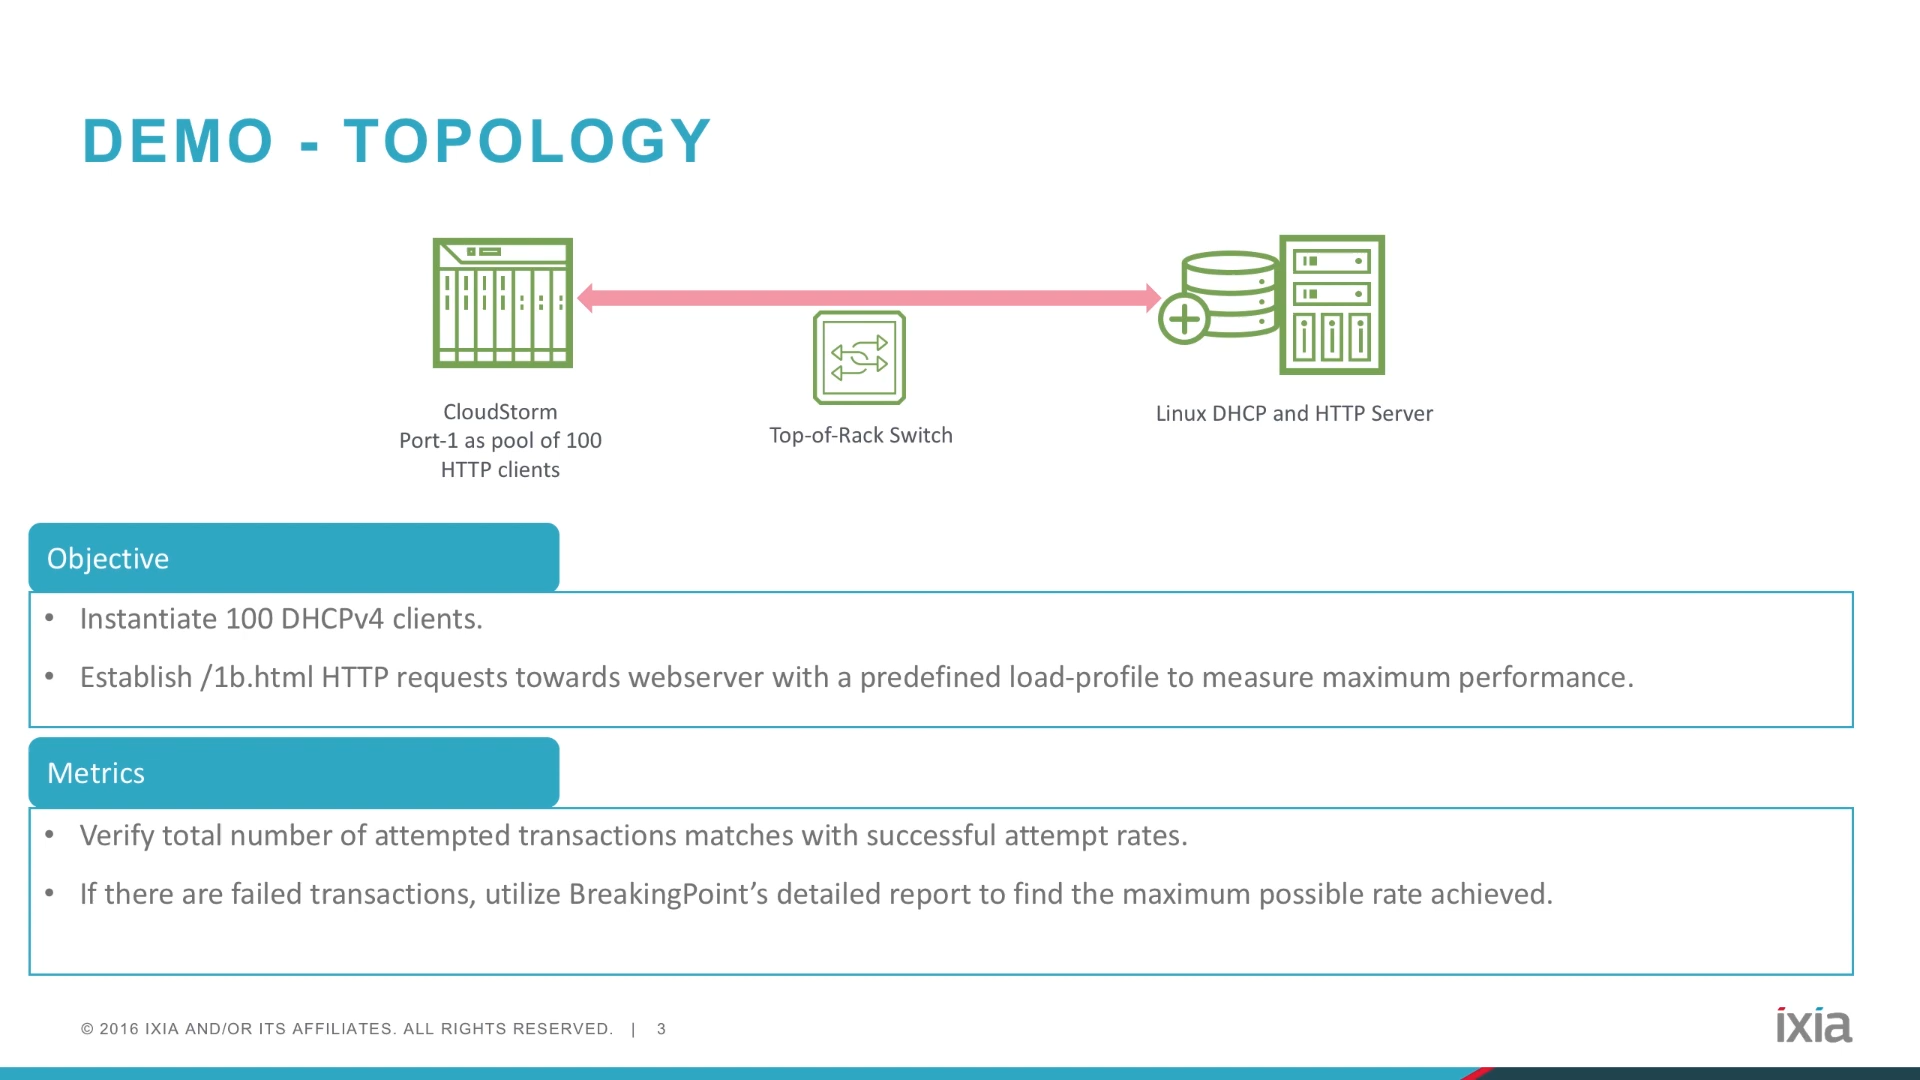 DEMO - TOPOLOGY
CloudStorm
Port-1 as pool of 100
HTTP clients
Top-of-Rack Switch
Linux DHCP and HTTP Server
Objective
• Instantiate 100 DHCPv4 clients.
• Establish /1b.html HTTP requests towards webserver with a predefined load-profile to measure maximum performance.
Metrics
• Verify total number of attempted transactions matches with successful attempt rates.
• If there are failed transactions, utilize BreakingPoint’s detailed report to find the maximum possible rate achieved.
© 2016 IXIA AND/OR ITS AFFILIATES. ALL RIGHTS RESERVED. | 3
ixia